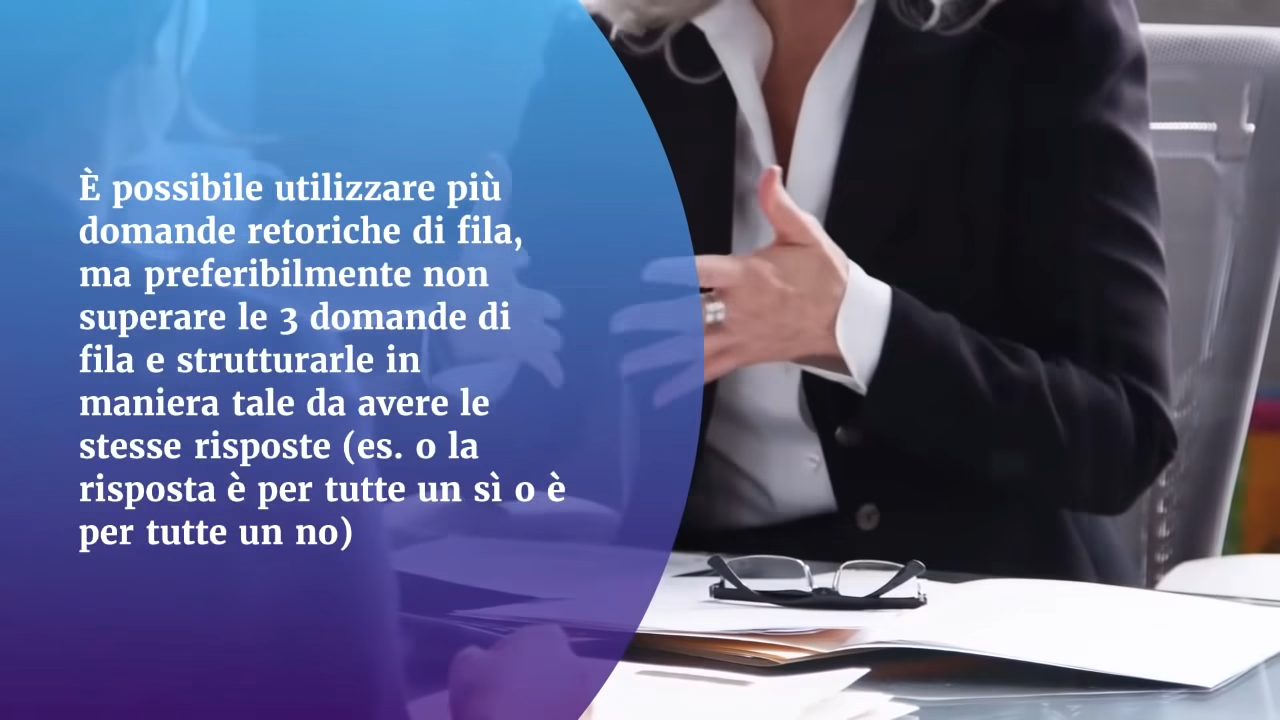 È possibile utilizzare più
domande retoriche di fila,
ma preferibilmente non
superare le 3 domande di
fila e strutturarle in
maniera tale da avere le
stesse risposte (es. o la
risposta è per tutte un sì o è
per tutte un no)